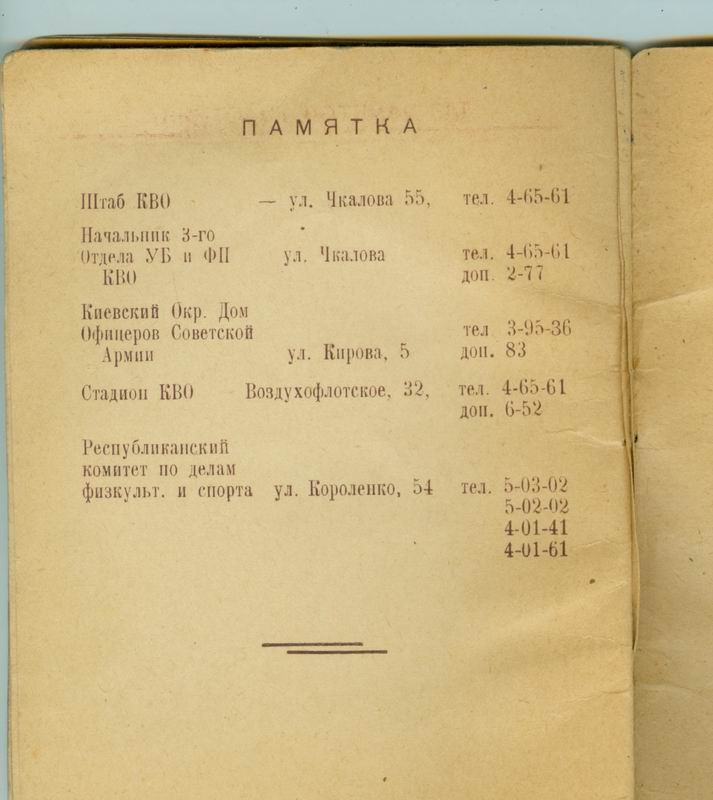 ПАМЯТКА
Штаб КВО — ул. Чкалова 55, тел. 4-65-61
Начальник 3-го
Отдела УБ и ФП ул. Чкалова тел. 4-65-61
КВО доп. 2-77
Киевский Окр. Дом
Офицеров Советской тел 3-95-36
Армии ул. Кирова, 5 доп. 83
Стадион КВО Воздухофлотское, 32, тел. 4-65-61
доп. 6-52
Республиканский
комитет по делам
физкульт. и спорта ул. Короленко, 54 тел. 5-03-02
5-02-02
4-01-41
4-01-61